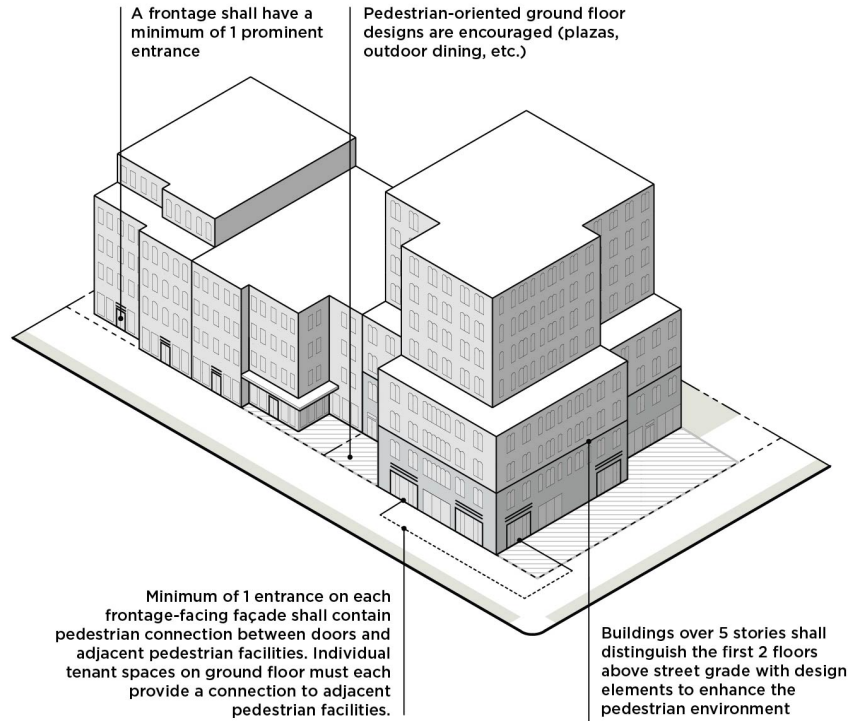 A frontage shall have a
minimum of 1 prominent
entrance
Pedestrian-oriented ground floor
designs are encouraged (plazas,
outdoor dining, etc.)
Minimum of 1 entrance on each
frontage-facing façade shall contain
pedestrian connection between doors and
adjacent pedestrian facilities. Individual
tenant spaces on ground floor must each
provide a connection to adjacent
pedestrian facilities.
Buildings over 5 stories shall
distinguish the first 2 floors
above street grade with design
elements to enhance the
pedestrian environment